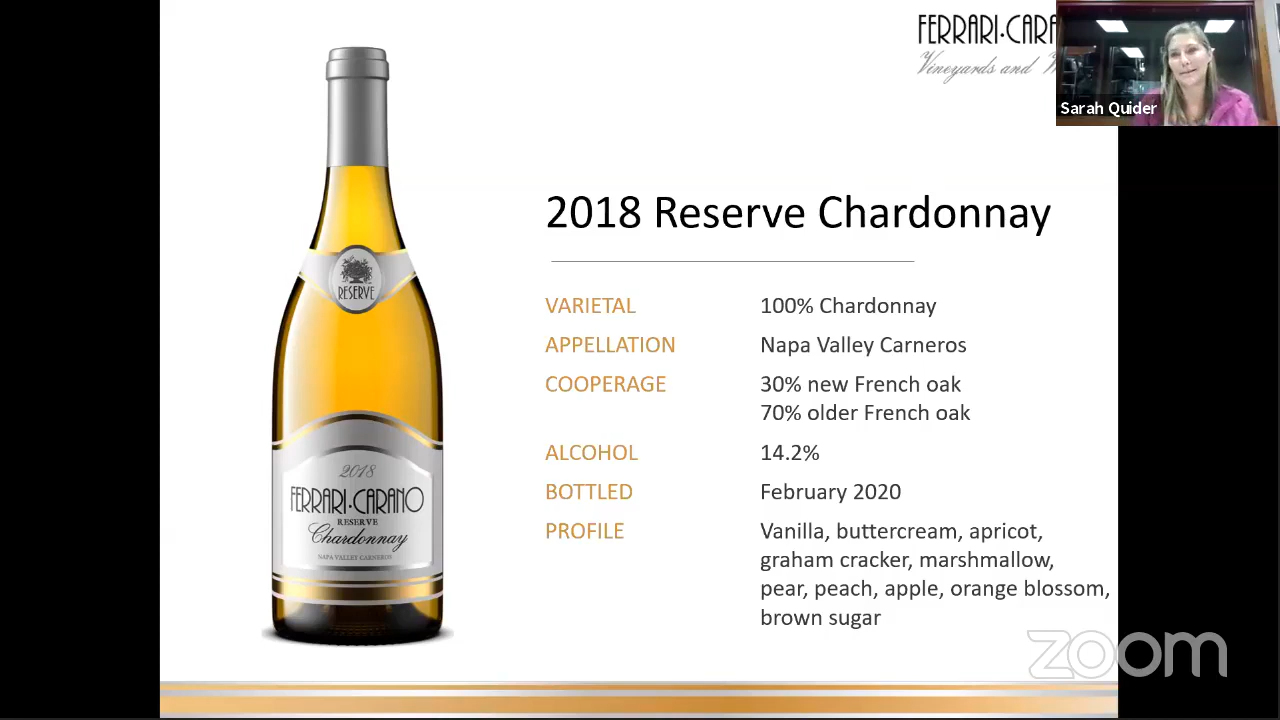 FERRARI·CARA
Vineyards and W
Sarah Quider
2018 Reserve Chardonnay
VARIETAL 100% Chardonnay
APPELLATION Napa Valley Carneros
COOPERAGE 30% new French oak
70% older French oak
ALCOHOL 14.2%
BOTTLED February 2020
PROFILE Vanilla, buttercream, apricot,
graham cracker, marshmallow,
pear, peach, apple, orange blossom,
brown sugar
RESERVE
2018
FERRARI·CARANO
RESERVE
Chardonnay
NAPA VALLEY CARNEROS
zoom